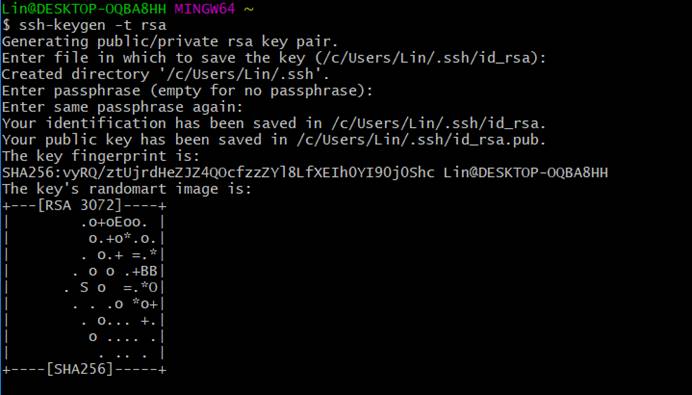 Lin@DESKTOP-OQBA8HH MINGW64 ~
$ ssh-keygen -t rsa
Generating public/private rsa key pair.
Enter file in which to save the key (/c/Users/Lin/.ssh/id_rsa):
Created directory '/c/Users/Lin/.ssh'.
Enter passphrase (empty for no passphrase):
Enter same passphrase again:
Your identification has been saved in /c/Users/Lin/.ssh/id_rsa.
Your public key has been saved in /c/Users/Lin/.ssh/id_rsa.pub.
The key fingerprint is:
SHA256:vyRQ/ztUjrdHeZJZ4QOcfzzZYl8LfXEIhOYI9Oj0Shc Lin@DESKTOP-OQBA8HH
The key's randomart image is:
+---[RSA 3072]----+
|        .o+oEoo. |
|         o.+o*.o.|
|        . o.+ =.*|
|       . o o .+BB|
|      . S o  =.*O|
|       . . .o *o+|
|        . o... +.|
|         o .... .|
|          . .. . |
+----[SHA256]-----+